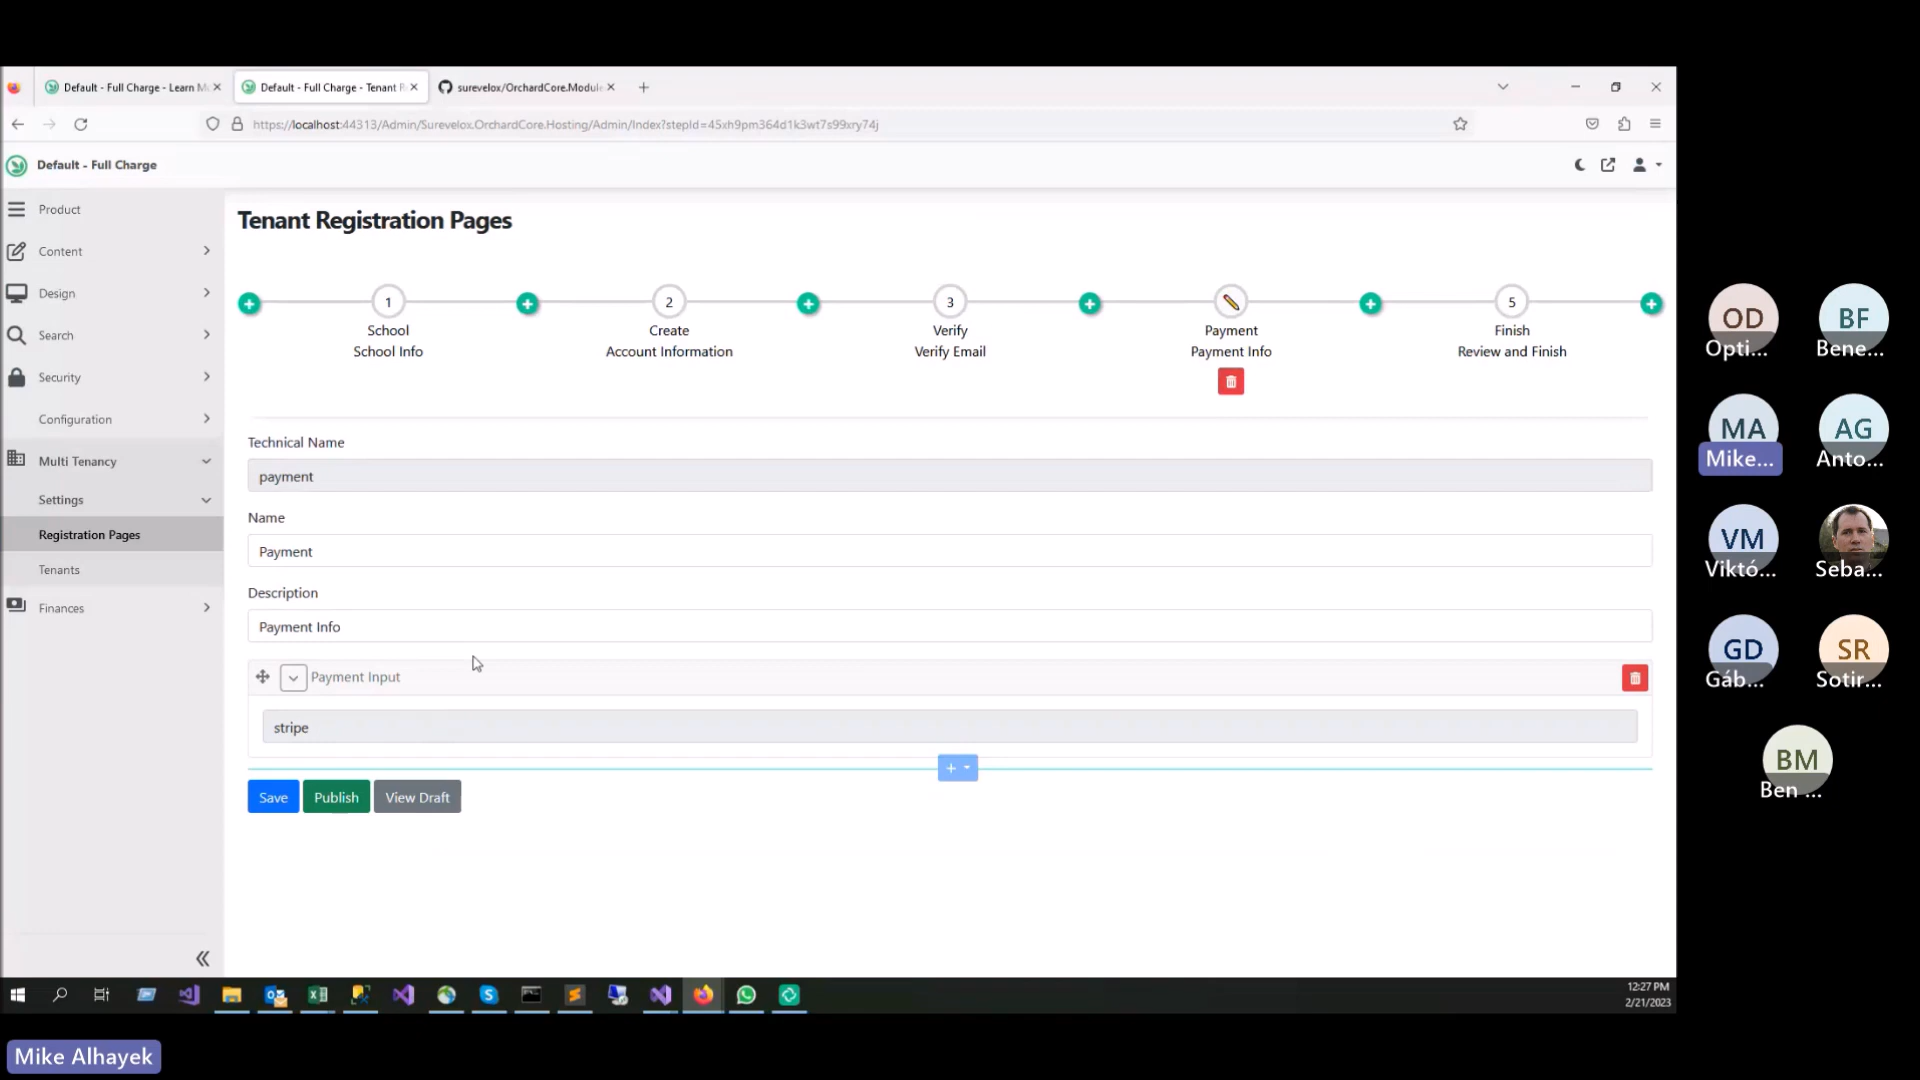 Default - Full Charge - Learn M
Default - Full Charge - Tenant R
surevelox/OrchardCore.Module
https://localhost:44313/Admin/Surevelox.OrchardCore.Hosting/Admin/Index?stepId=45xh9pm364d1k3wt7s99xry74j
Default - Full Charge
Product
Content
Design
Search
Security
Configuration
Multi Tenancy
Settings
Registration Pages
Tenants
Finances
Tenant Registration Pages
1
School
School Info
2
Create
Account Information
3
Verify
Verify Email
Payment
Payment Info
5
Finish
Review and Finish
Technical Name
payment
Name
Payment
Description
Payment Info
Payment Input
stripe
Save
Publish
View Draft
12:27 PM
2/21/2023
OD
Opti...
BF
Bene...
MA
Mike...
AG
Anto...
VM
Viktó...
Seba...
GD
Gáb...
SR
Sotir...
BM
Ben ...
Mike Alhayek